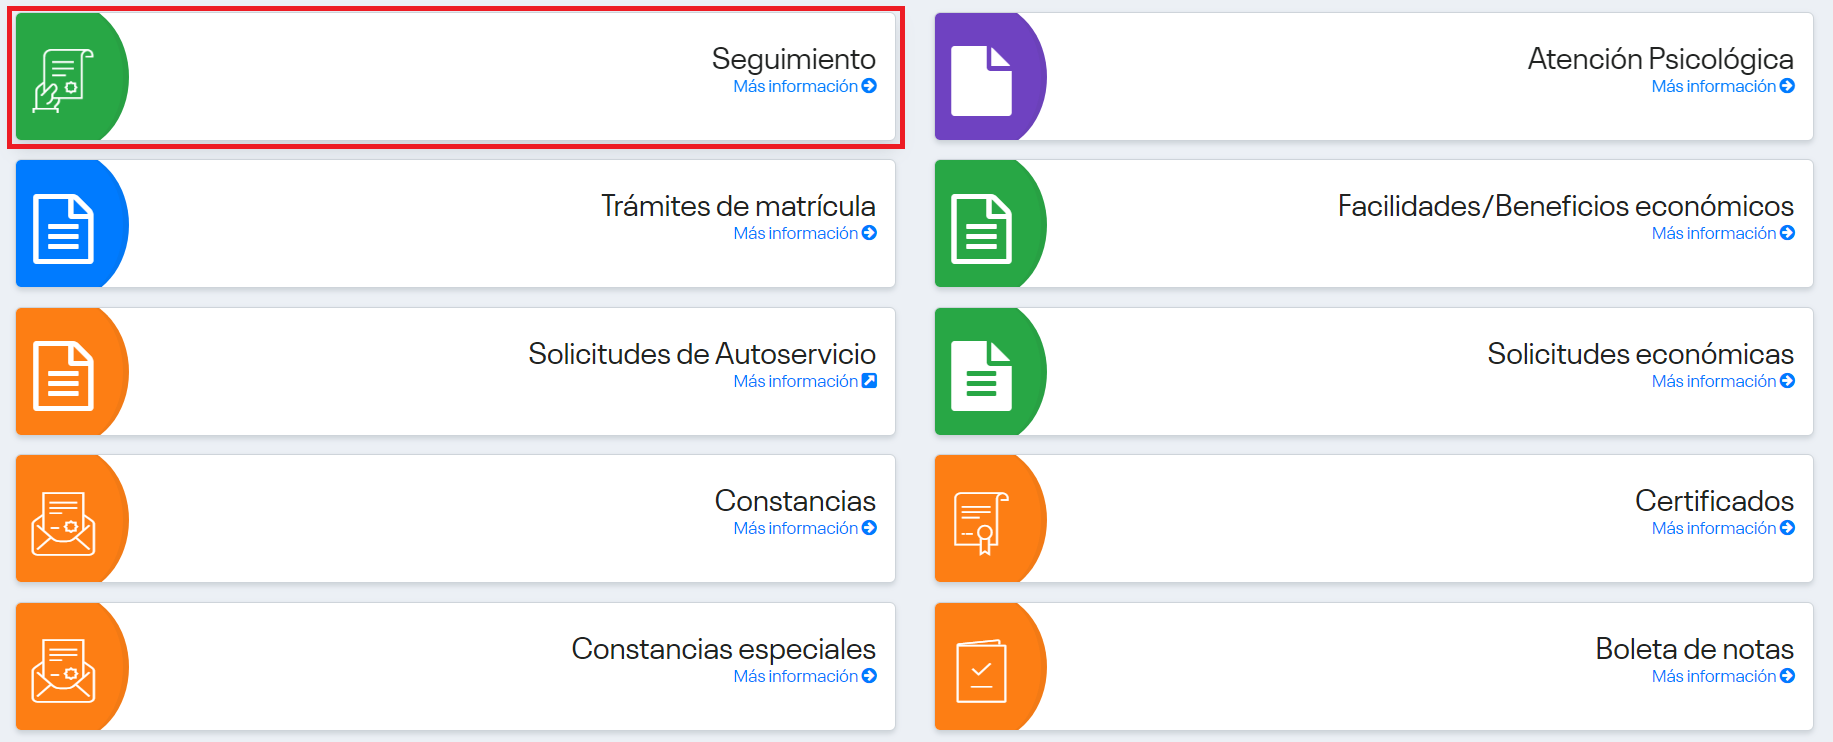 Seguimiento
Más información
Atención Psicológica
Más información
Trámites de matrícula
Más información
Facilidades/Beneficios económicos
Más información
Solicitudes de Autoservicio
Más información
Solicitudes económicas
Más información
Constancias
Más información
Certificados
Más información
Constancias especiales
Más información
Boleta de notas
Más información